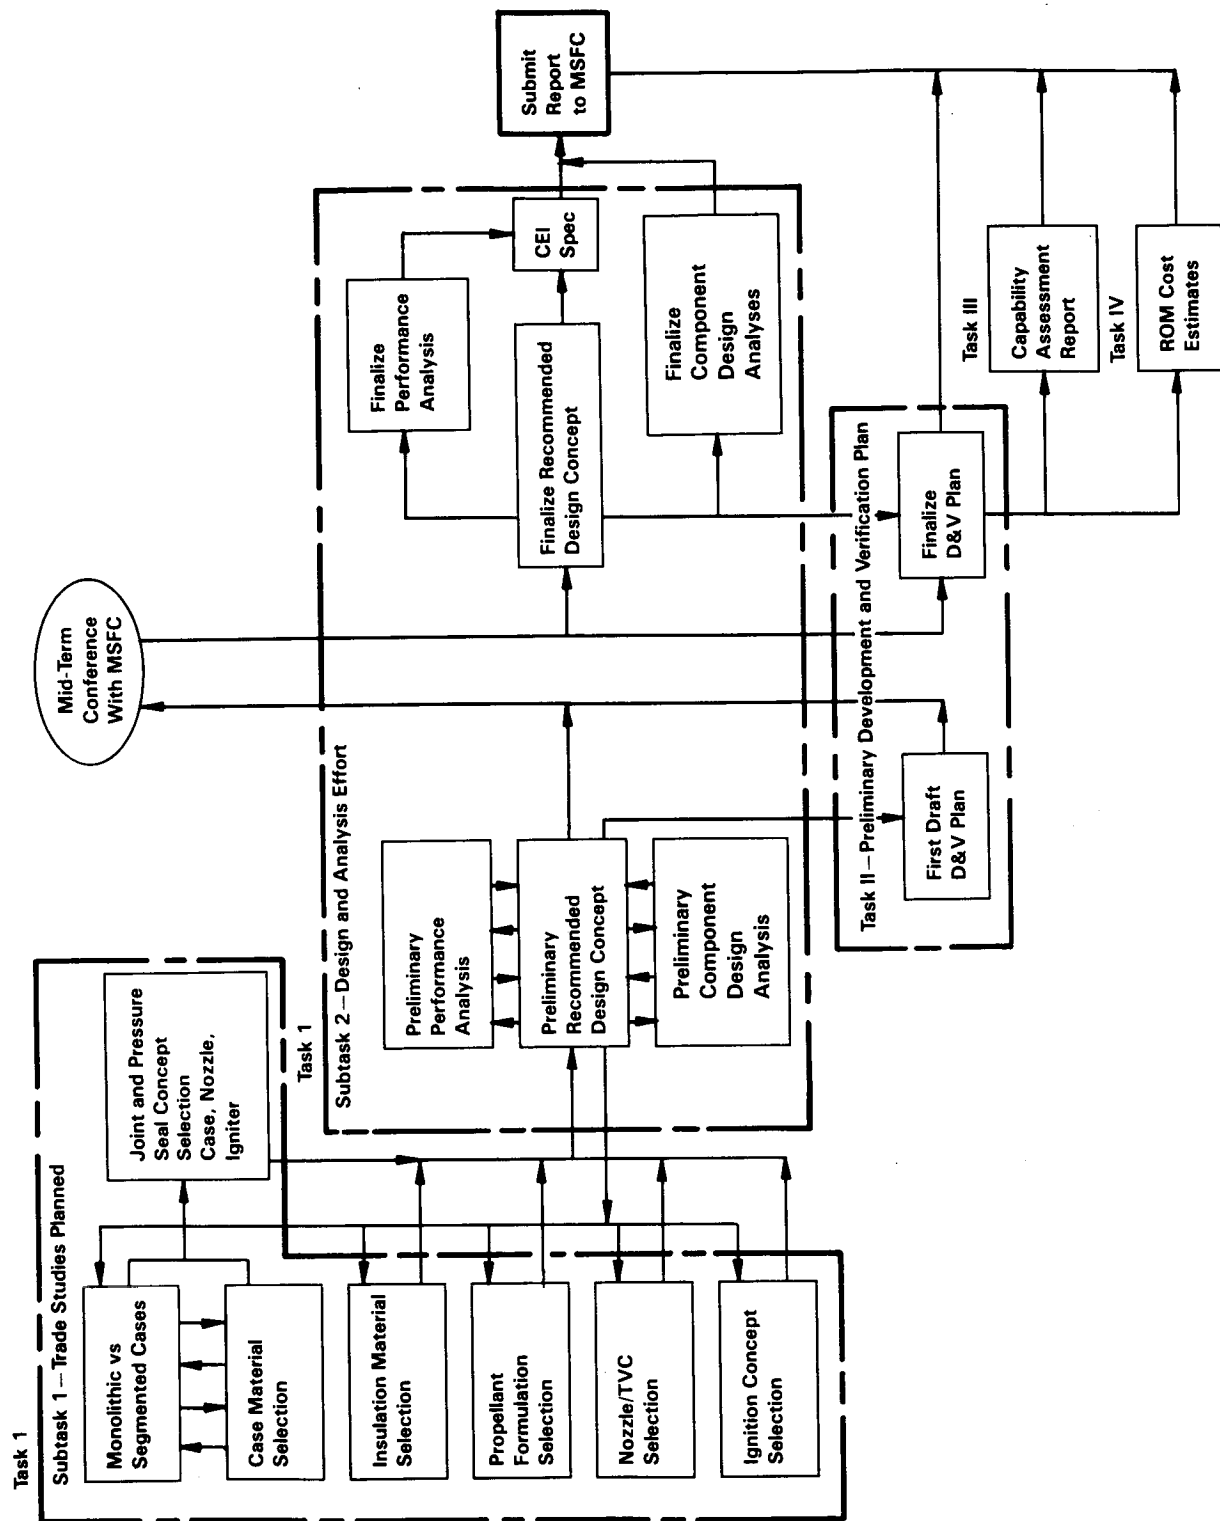 Task 1
Subtask 1—Trade Studies Planned
Monolithic vs
Segmented Cases
Case Material
Selection
Insulation Material
Selection
Propellant
Formulation
Selection
Nozzle/TVC
Selection
Ignition Concept
Selection
Joint and Pressure
Seal Concept
Selection
Case, Nozzle,
Igniter
Task 1
Subtask 2—Design and Analysis Effort
Preliminary
Performance
Analysis
Preliminary
Recommended
Design Concept
Preliminary
Component
Design
Analysis
Mid-Term
Conference
With MSFC
Finalize
Performance
Analysis
Finalize Recommended
Design Concept
CEI
Spec
Finalize
Component
Design
Analyses
Submit
Report
to MSFC
Task II—Preliminary Development and Verification Plan
First Draft
D&V Plan
Finalize
D&V Plan
Task III
Capability
Assessment
Report
Task IV
ROM Cost
Estimates